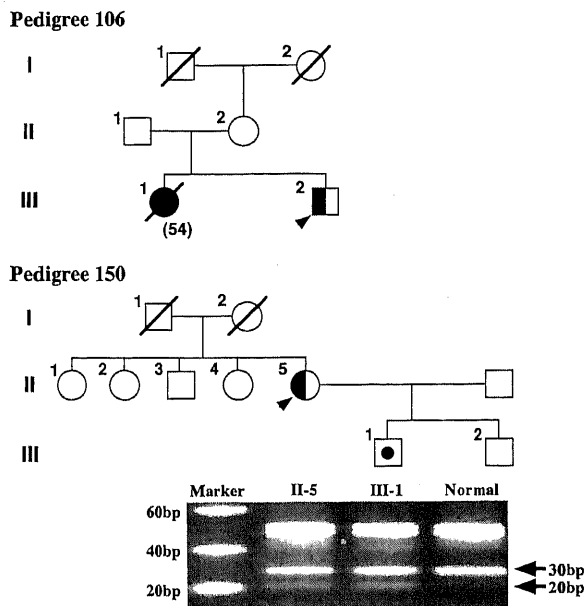 Pedigree 106
I 1 2
II 1 2
III 1 2
(54)
Pedigree 150
I 1 2
II 1 2 3 4 5
III 1 2
Marker II-5 III-1 Normal
60bp
40bp
30bp
20bp 20bp